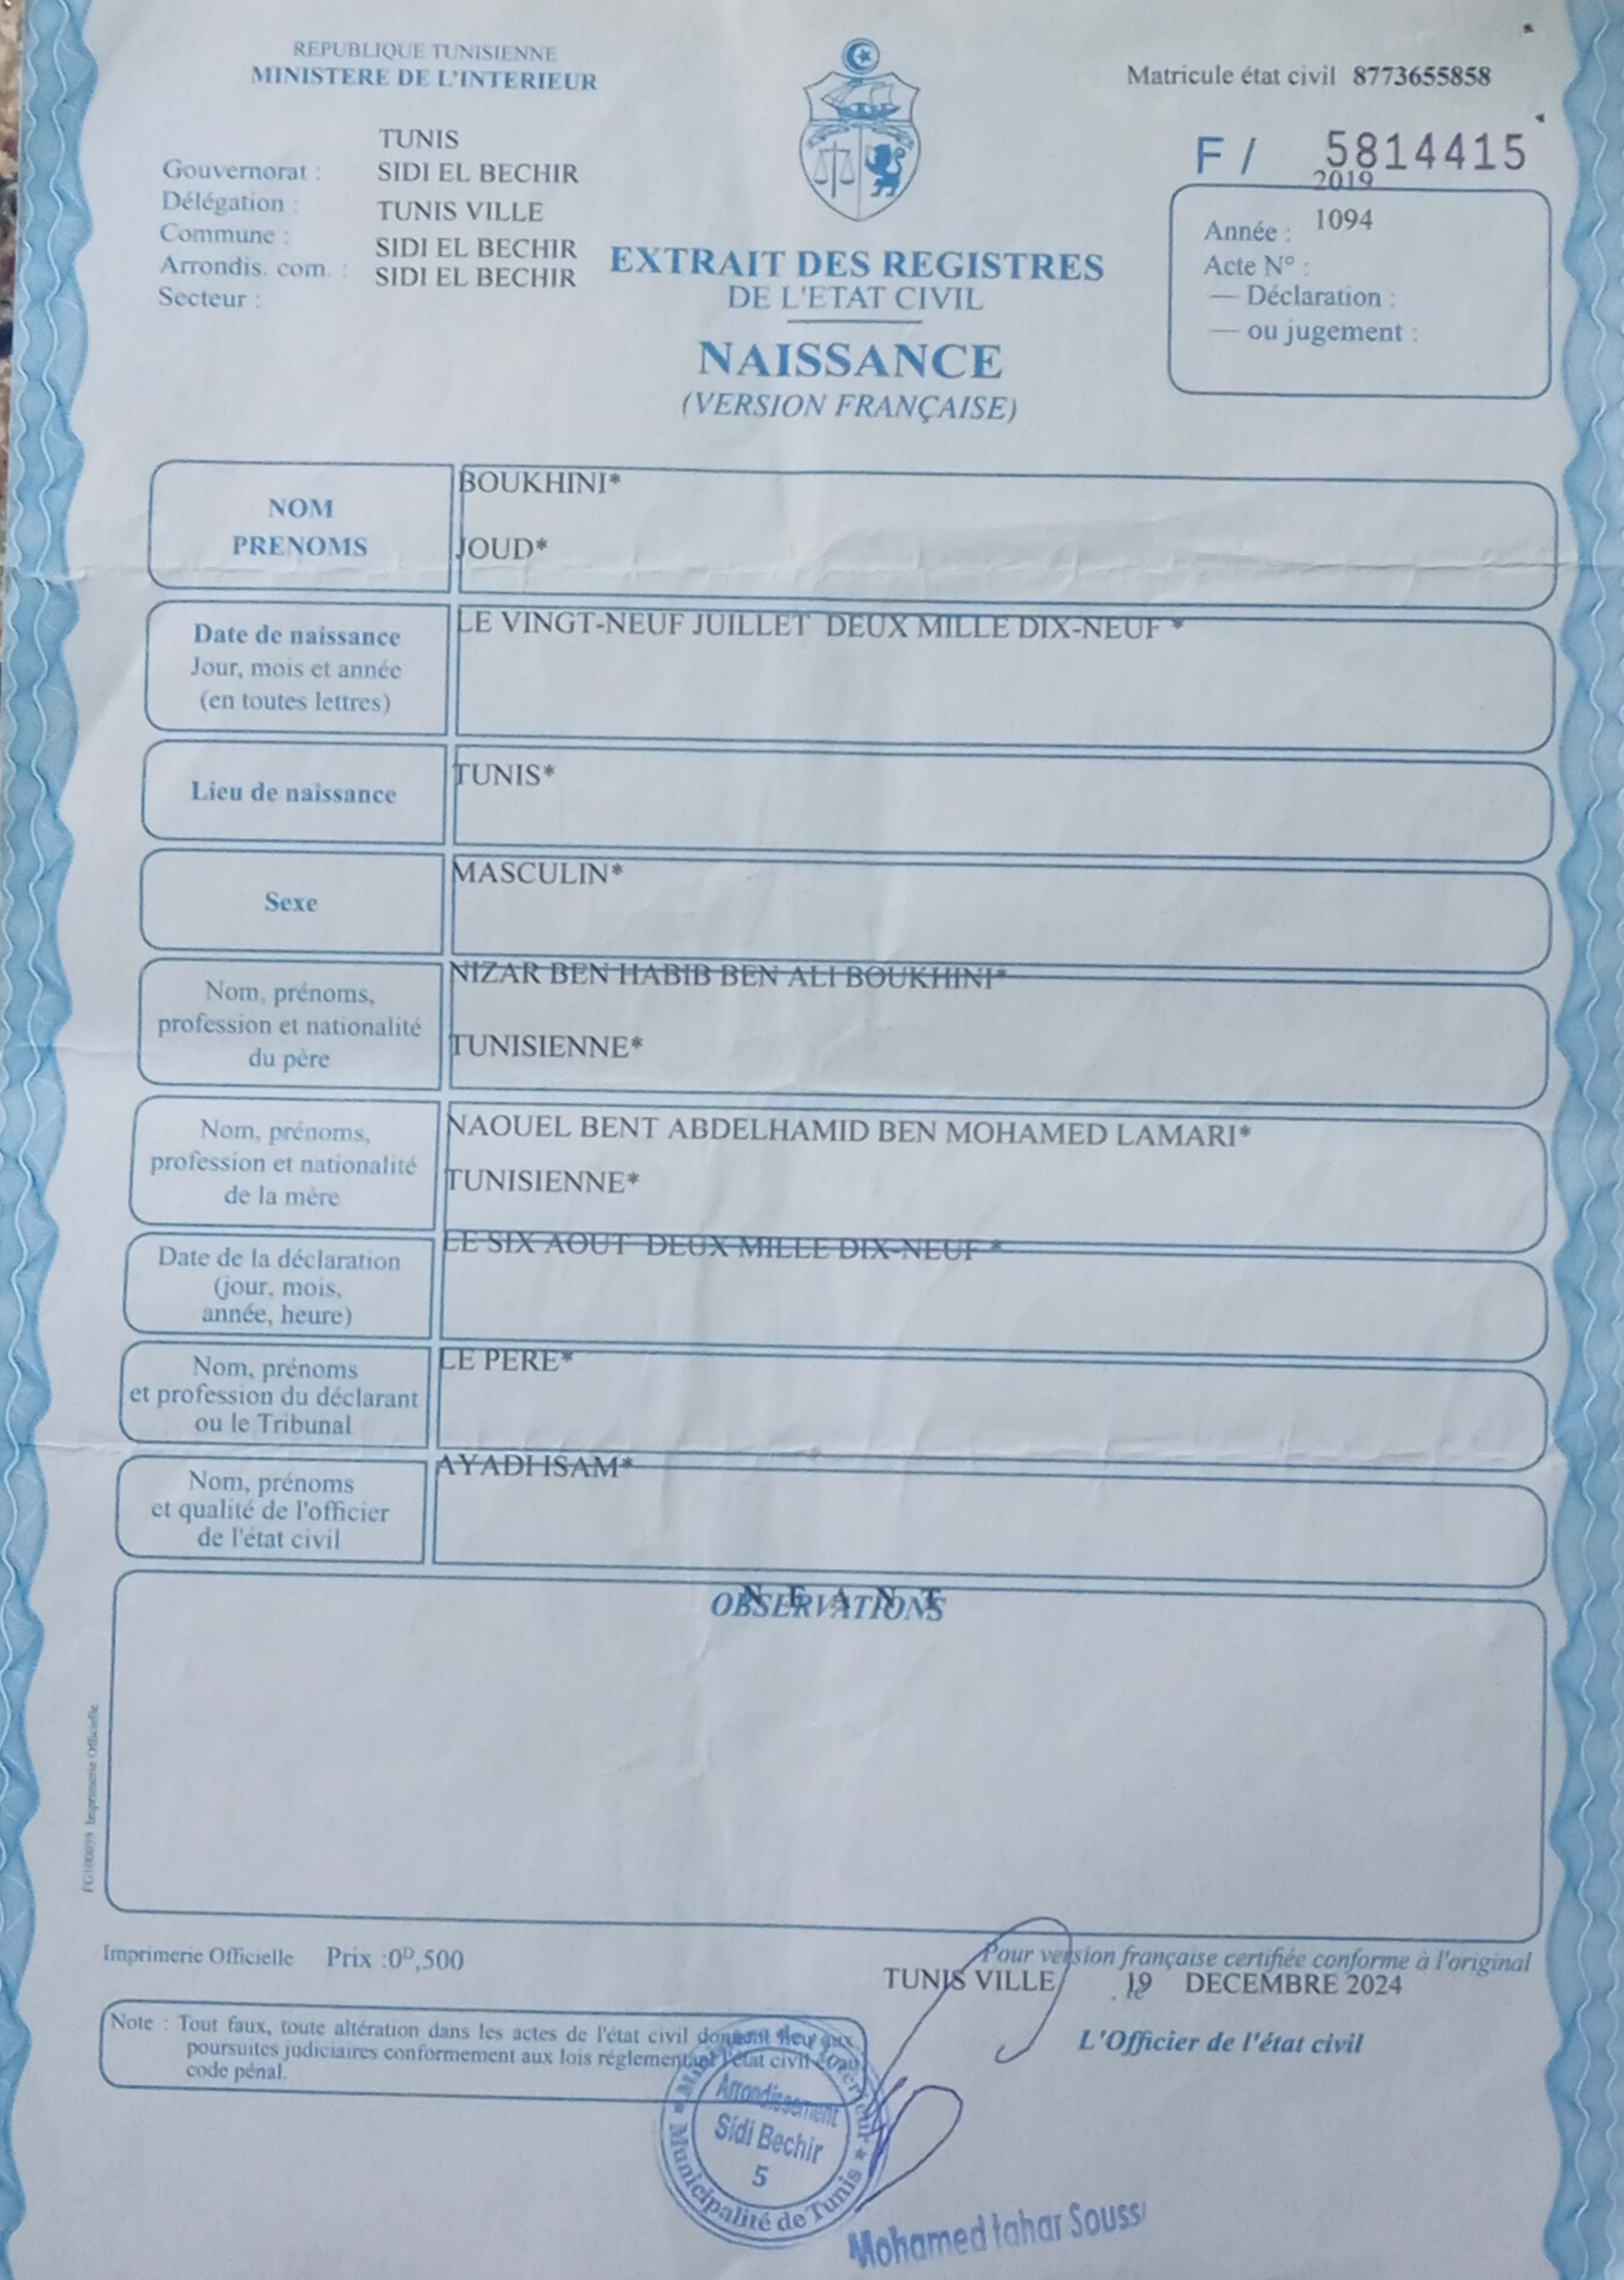 REPUBLIQUE TUNISIENNE
MINISTERE DE L'INTERIEUR
Matricule état civil 8773655858
F / 5814415
TUNIS
Gouvernorat : SIDI EL BECHIR
Délégation : TUNIS VILLE
Commune : SIDI EL BECHIR
Arrondis. com. : SIDI EL BECHIR
Secteur :
2019
Année : 1094
Acte N° :
— Déclaration :
— ou jugement :
EXTRAIT DES REGISTRES
DE L'ETAT CIVIL
NAISSANCE
(VERSION FRANÇAISE)
NOM
PRENOMS
BOUKHINI*
JOUD*
Date de naissance
Jour, mois et année
(en toutes lettres)
LE VINGT-NEUF JUILLET DEUX MILLE DIX-NEUF *
Lieu de naissance
TUNIS*
Sexe
MASCULIN*
Nom, prénoms,
profession et nationalité
du père
NIZAR BEN HABIB BEN ALI BOUKHINI*
TUNISIENNE*
Nom, prénoms,
profession et nationalité
de la mère
NAOUEL BENT ABDELHAMID BEN MOHAMED LAMARI*
TUNISIENNE*
Date de la déclaration
(jour, mois,
année, heure)
LE SIX AOUT DEUX MILLE DIX-NEUF *
Nom, prénoms
et profession du déclarant
ou le Tribunal
LE PERE*
Nom, prénoms
et qualité de l'officier
de l'état civil
AYADI ISAM*
N E A N T
OBSERVATIONS
FG100059 Imprimerie Officielle
Imprimerie Officielle Prix :0D,500
Pour version française certifiée conforme à l'original
TUNIS VILLE, le 19 DECEMBRE 2024
L'Officier de l'état civil
Note : Tout faux, toute altération dans les actes de l'état civil donnent lieu aux
poursuites judiciaires conformement aux lois réglementant l'état civil
code pénal.
Arrondissement
Sidi Bechir
5
Municipalité de Tunis
Mohamed tahar Souss